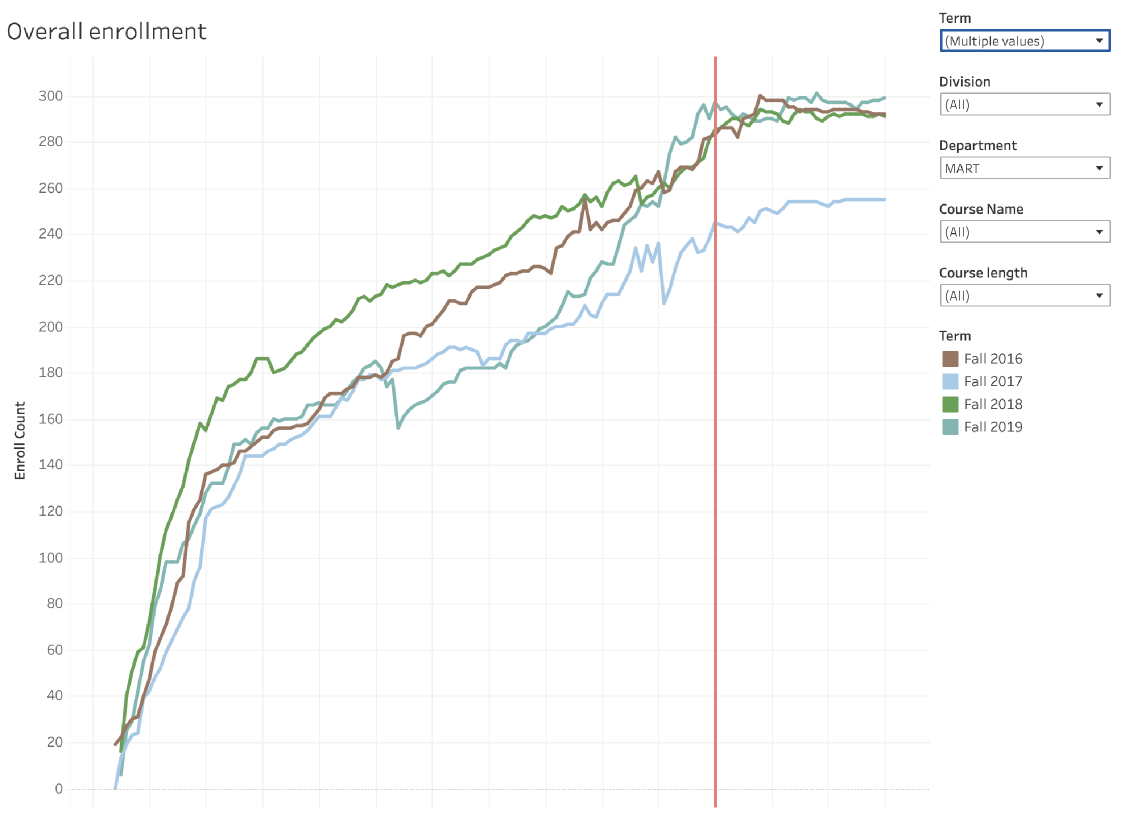 Overall enrollment
Enroll Count
300
280
260
240
220
200
180
160
140
120
100
80
60
40
20
0
Term
(Multiple values)
Division
(All)
Department
MART
Course Name
(All)
Course length
(All)
Term
Fall 2016
Fall 2017
Fall 2018
Fall 2019